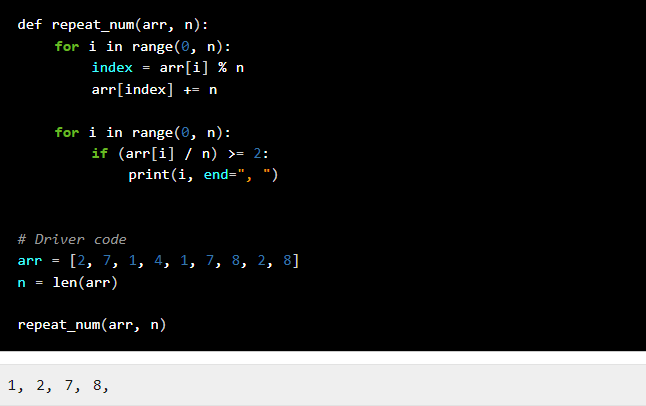 def repeat_num(arr, n):
    for i in range(0, n):
        index = arr[i] % n
        arr[index] += n

    for i in range(0, n):
        if (arr[i] / n) >= 2:
            print(i, end=", ")


# Driver code
arr = [2, 7, 1, 4, 1, 7, 8, 2, 8]
n = len(arr)

repeat_num(arr, n)

1, 2, 7, 8,